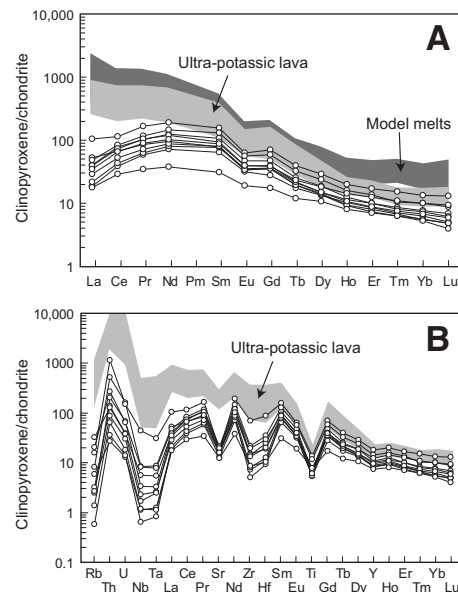 10,000
1000
100
10
1
Clinopyroxene/chondrite
A
Ultra-potassic lava
Model melts
La Ce Pr Nd Pm Sm Eu Gd Tb Dy Ho Er Tm Yb Lu
10,000
1000
100
10
1
0.1
Clinopyroxene/chondrite
B
Ultra-potassic lava
Rb U Ta Ce Sr Zr Sm Ti Tb Y Er Yb
Th Nb La Pr Nd Hf Eu Gd Dy Ho Tm Lu